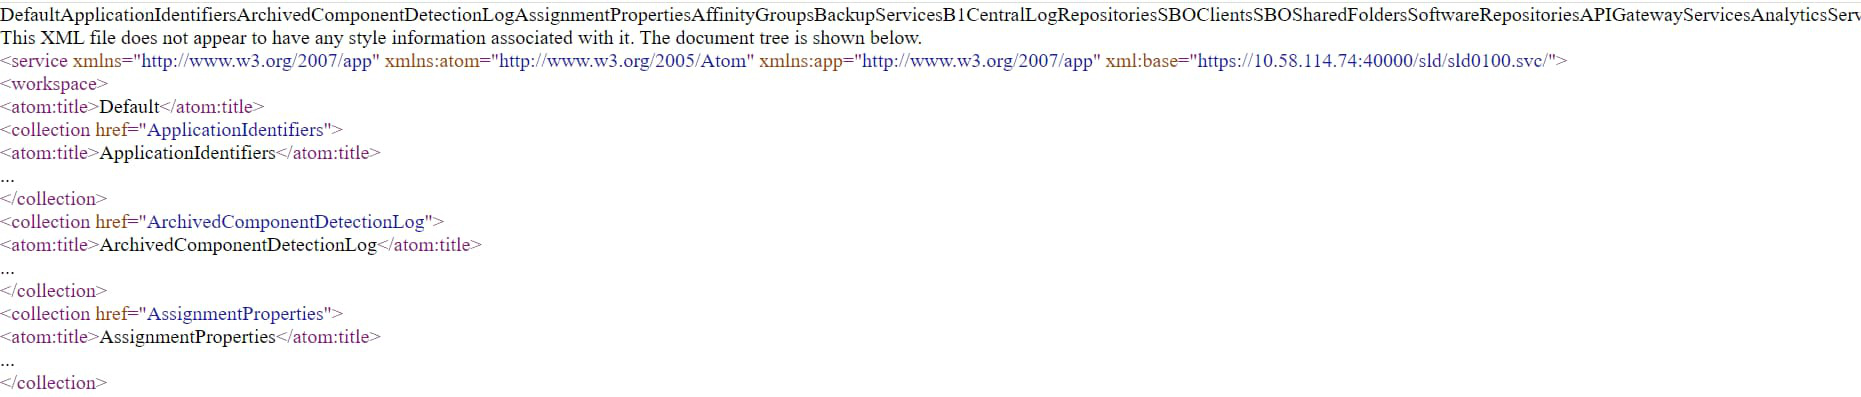 DefaultApplicationIdentifiersArchivedComponentDetectionLogAssignmentPropertiesAffinityGroupsBackupServicesB1CentralLogRepositoriesSBOClientsSBOSharedFoldersSoftwareRepositoriesAPIGatewayServicesAnalyticsServ
This XML file does not appear to have any style information associated with it. The document tree is shown below.
<service xmlns="http://www.w3.org/2007/app" xmlns:atom="http://www.w3.org/2005/Atom" xmlns:app="http://www.w3.org/2007/app" xml:base="https://10.58.114.74:40000/sld/sld0100.svc/">
<workspace>
<atom:title>Default</atom:title>
<collection href="ApplicationIdentifiers">
<atom:title>ApplicationIdentifiers</atom:title>
...
</collection>
<collection href="ArchivedComponentDetectionLog">
<atom:title>ArchivedComponentDetectionLog</atom:title>
...
</collection>
<collection href="AssignmentProperties">
<atom:title>AssignmentProperties</atom:title>
...
</collection>